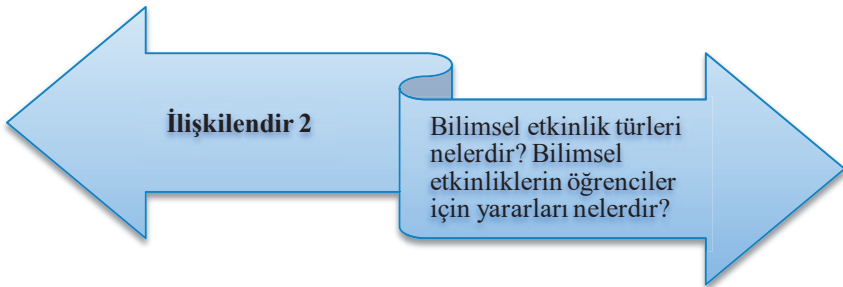 İlişkilendir 2
Bilimsel etkinlik türleri
nelerdir? Bilimsel
etkinliklerin öğrenciler
için yararları nelerdir?